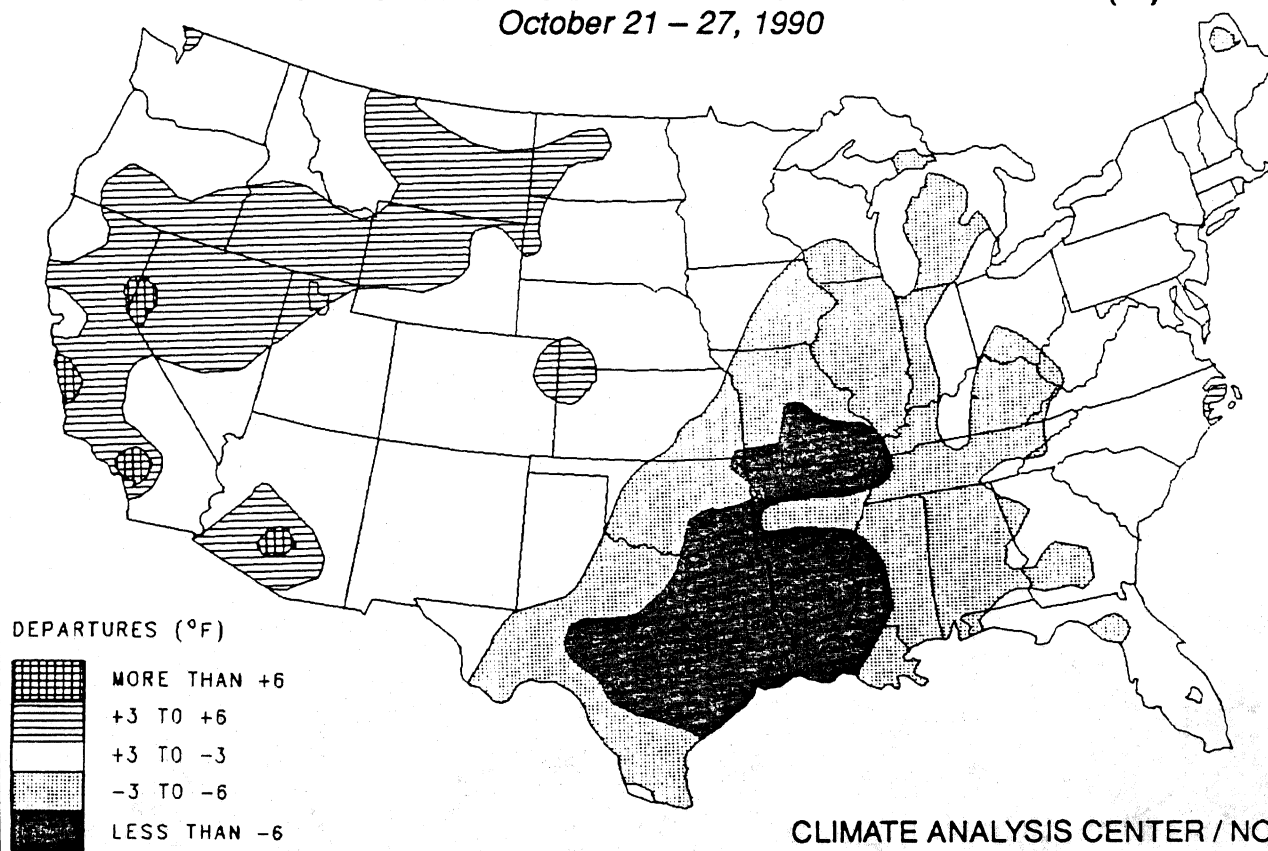 October 21 – 27, 1990
DEPARTURES (°F)
MORE THAN +6
+3 TO +6
+3 TO -3
-3 TO -6
LESS THAN -6
CLIMATE ANALYSIS CENTER / NO